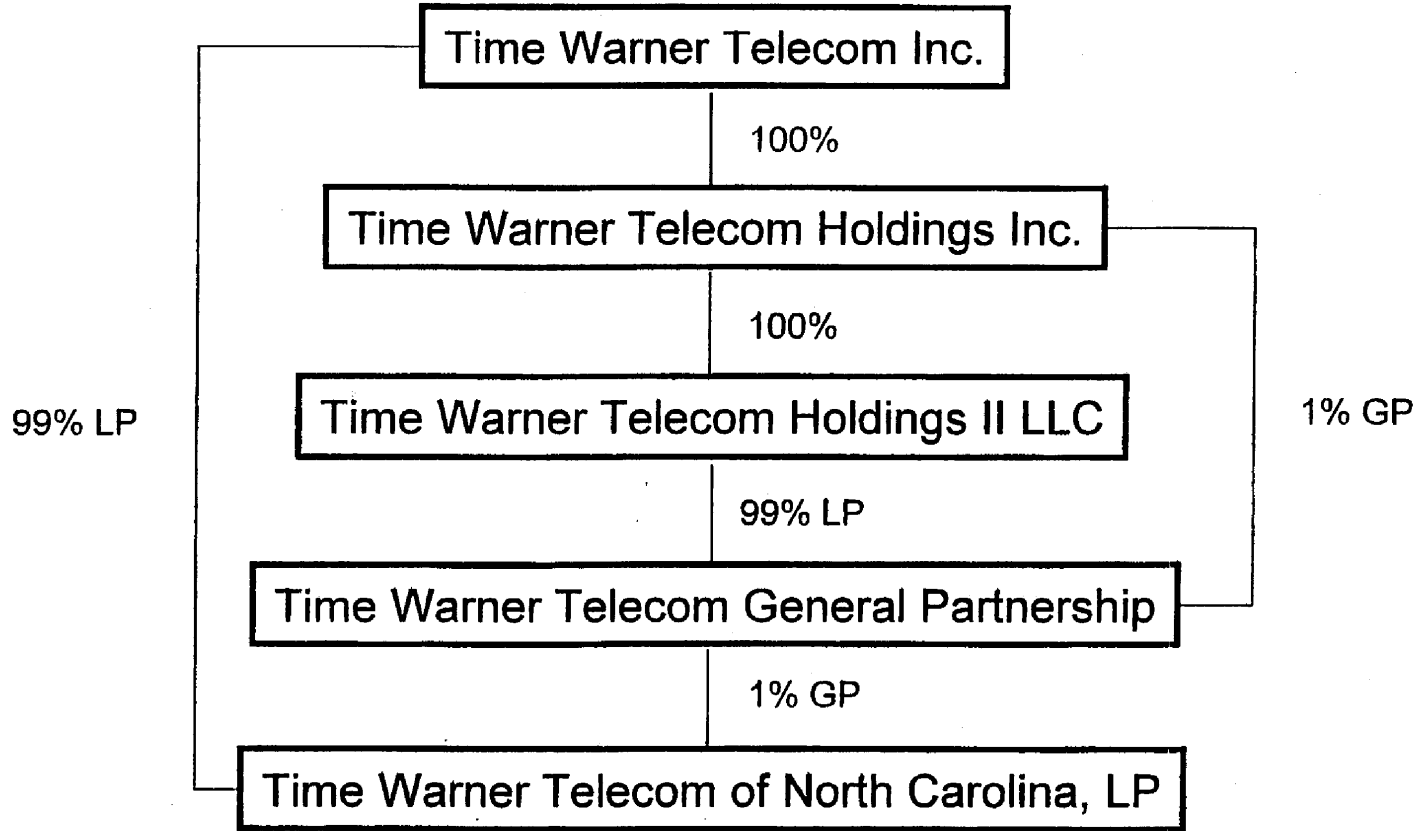 Time Warner Telecom Inc.
100%
Time Warner Telecom Holdings Inc.
100%
Time Warner Telecom Holdings II LLC
99% LP
1% GP
99% LP
Time Warner Telecom General Partnership
1% GP
Time Warner Telecom of North Carolina, LP